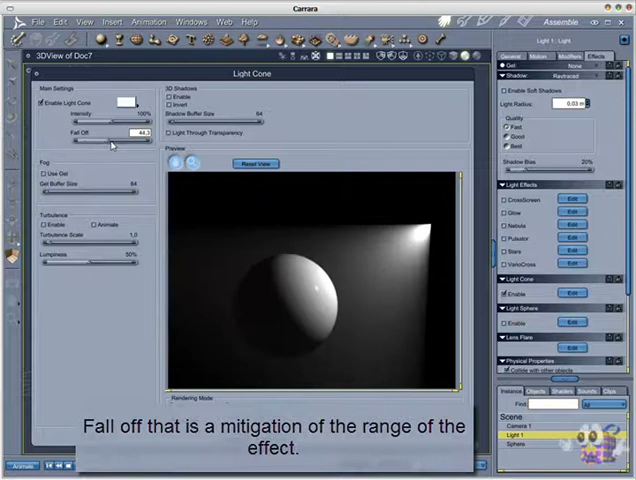 Carrara
File Edit View Insert Animation Windows Web Help Assemble
3DView of Doc7
Light 1 : Light
General Motion Modifiers Effects
Gel: None
Shadow: Raytraced
Enable Soft Shadows
Light Radius: 0,03 m
Quality
Fast
Good
Best
Shadow Bias 20%
Light Effects
CrossScreen Edit
Glow Edit
Nebula Edit
Pulsator Edit
Stars Edit
VarioCross Edit
Light Cone
Enable Edit
Light Sphere
Enable Edit
Lens Flare
Edit
Physical Properties
Collide with other objects
Instance Objects Shaders Sounds Clips
Find: All
Scene
Camera 1
Light 1
Sphere
Light Cone
Main Settings
Enable Light Cone
Intensity 100%
Fall Off 44,3
Fog
Use Gel
Gel Buffer Size 64
Turbulence
Enable Animate
Turbulence Scale 1,0
Lumpiness 50%
3D Shadows
Enable
Invert
Shadow Buffer Size 64
Light Through Transparency
Preview
Reset View
Rendering Mode
Fall off that is a mitigation of the range of the
effect.
Animate